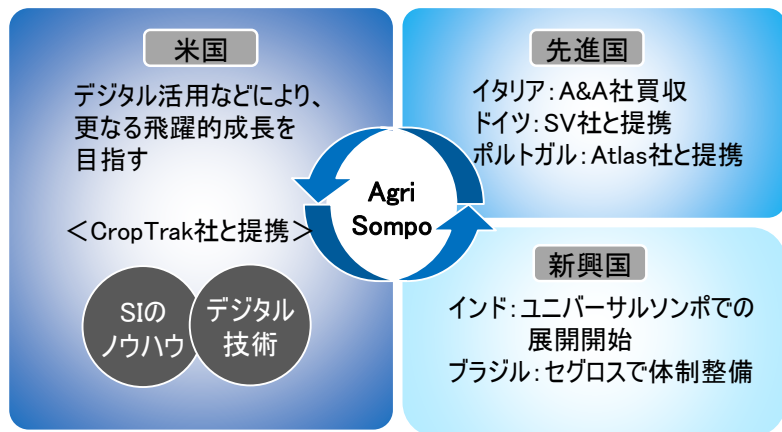 米国
デジタル活用などにより、
更なる飛躍的成長を
目指す
＜CropTrak社と提携＞
SIの
ノウハウ
デジタル
技術
Agri
Sompo
先進国
イタリア：A&A社買収
ドイツ：SV社と提携
ポルトガル：Atlas社と提携
新興国
インド：ユニバーサルソンポでの
展開開始
ブラジル：セグロスで体制整備